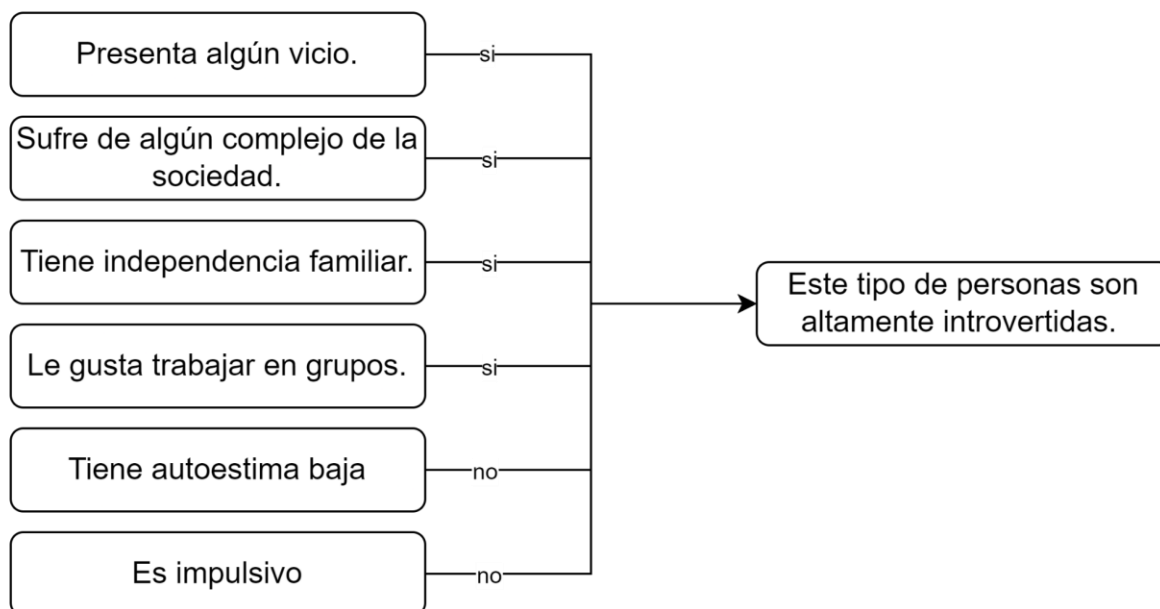 Presenta algún vicio.
si
Sufre de algún complejo de la
sociedad.
si
Tiene independencia familiar.
si
Le gusta trabajar en grupos.
si
Tiene autoestima baja
no
Es impulsivo
no
Este tipo de personas son
altamente introvertidas.